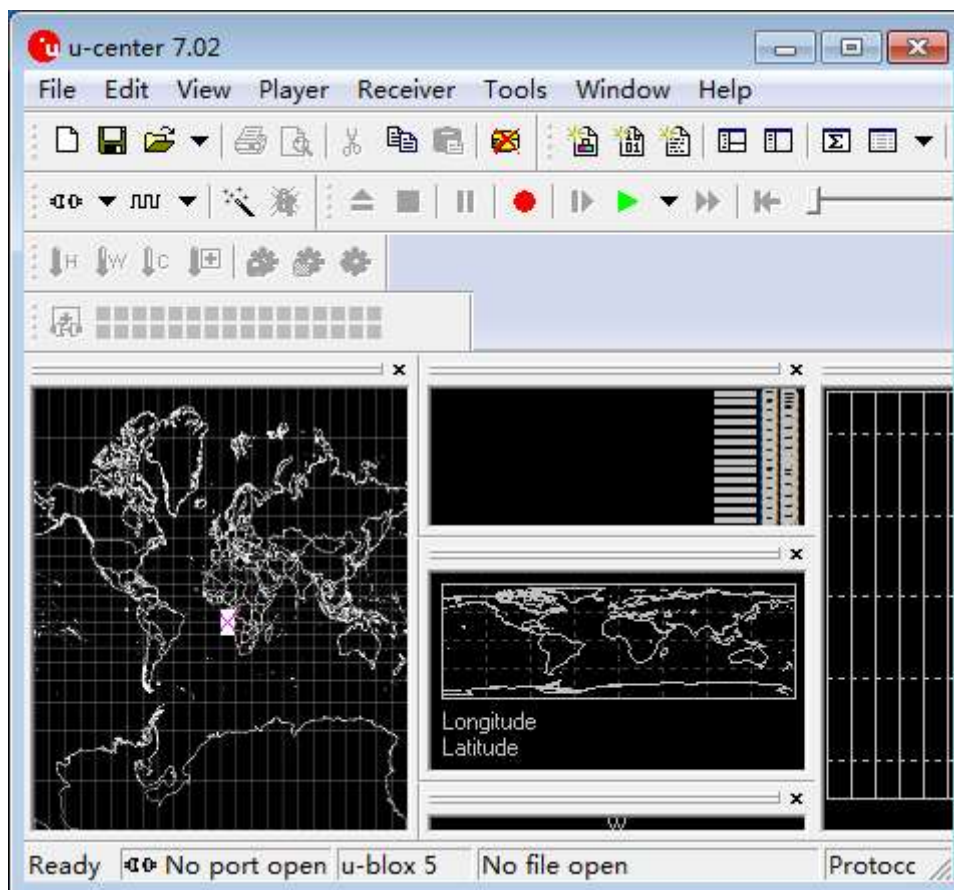 u-center 7.02
File Edit View Player Receiver Tools Window Help
H W C
Longitude
Latitude
W
Ready No port open u-blox 5 No file open Protocc